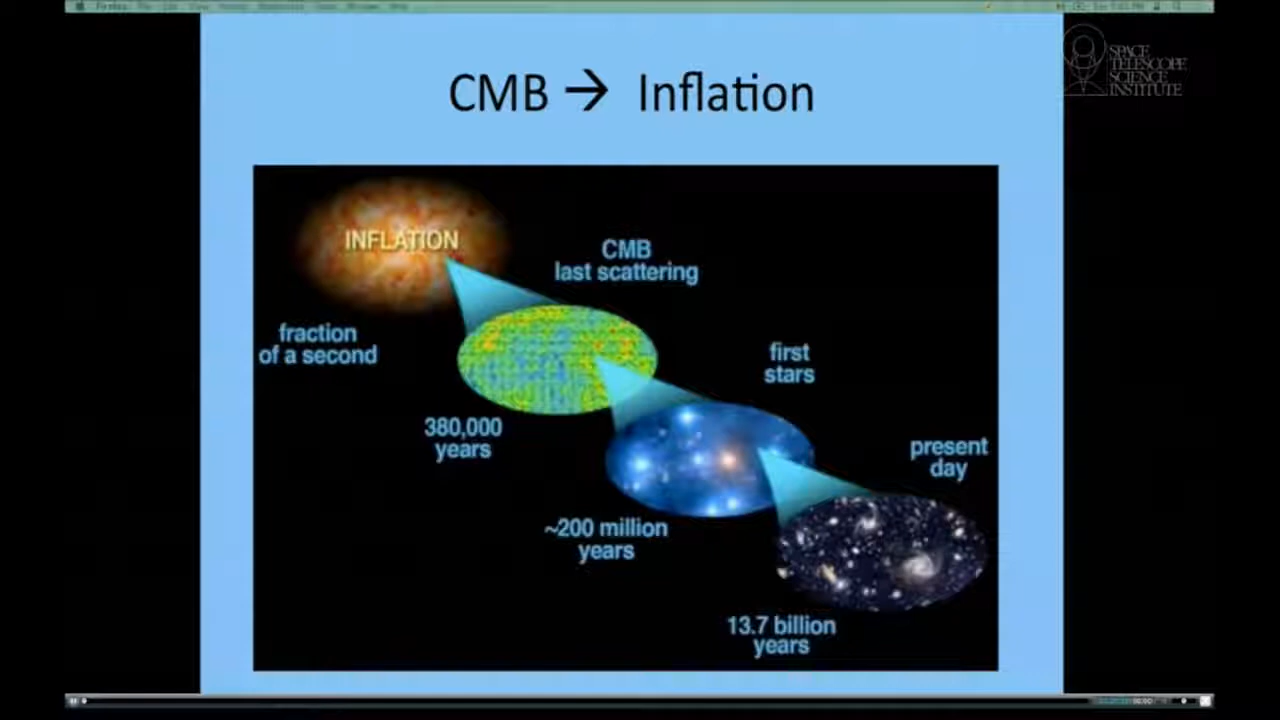 SPACE
TELESCOPE
SCIENCE
INSTITUTE
CMB → Inflation
INFLATION
CMB
last scattering
fraction
of a second
first
stars
380,000
years
present
day
~200 million
years
13.7 billion
years